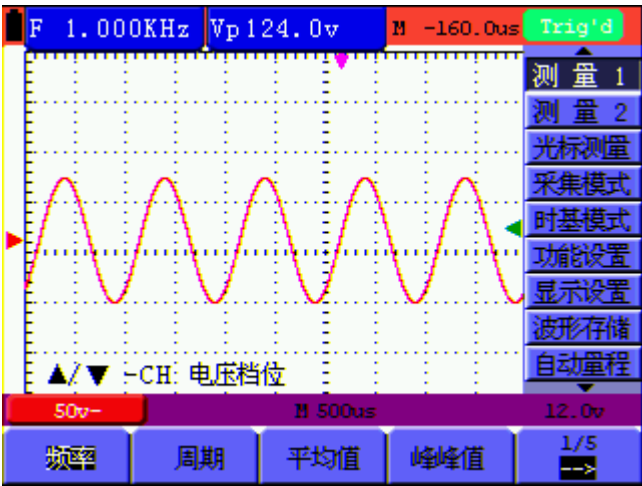 F 1.000KHz Vp124.0v M -160.0us Trig'd
测 量 1
测 量 2
光标测量
采集模式
时基模式
功能设置
显示设置
波形存储
自动量程
▲/▼ -CH: 电压档位
50v- M 500us 12.0v
频率 周期 平均值 峰峰值 1/5
-->